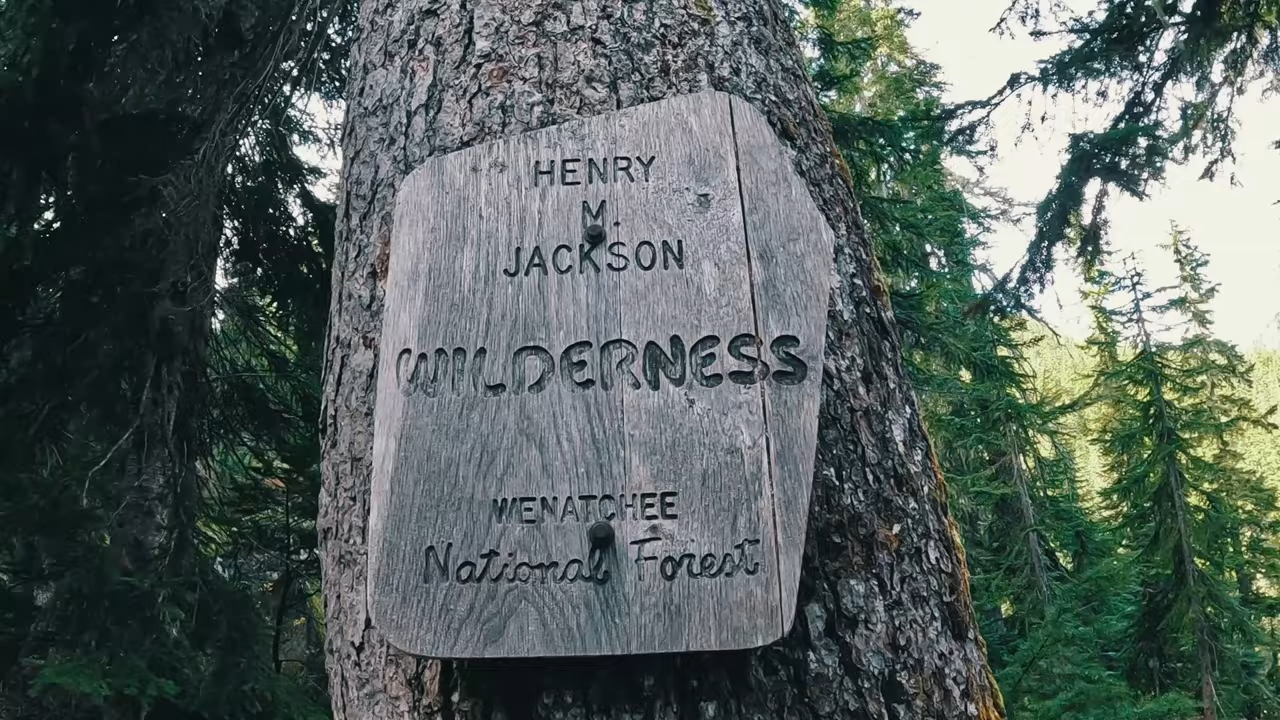 HENRY
M.
JACKSON
WILDERNESS
WENATCHEE
National Forest